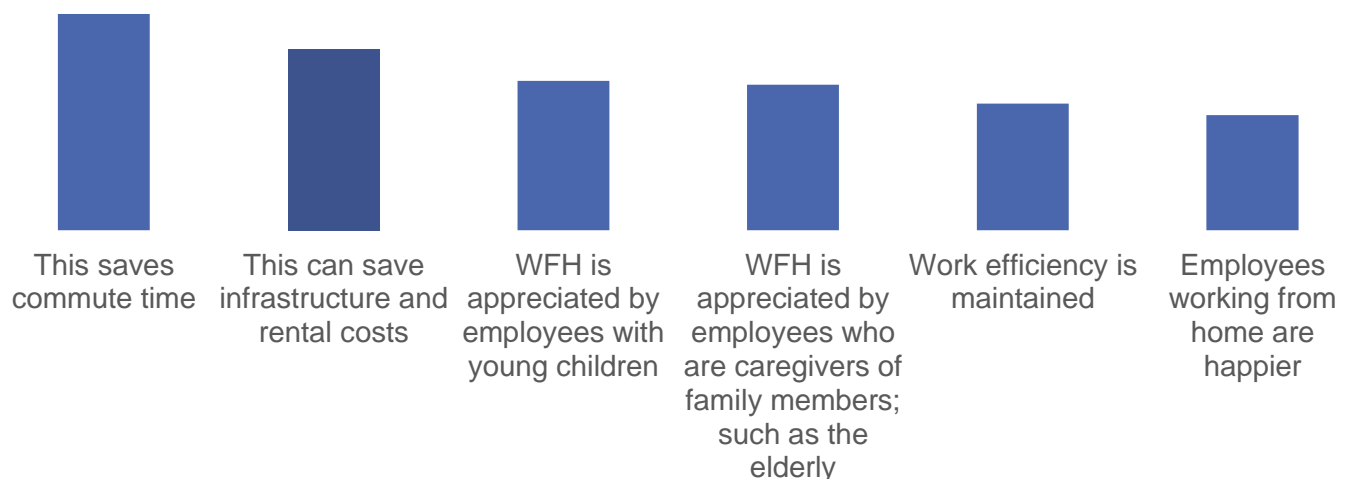 This saves
commute time
This can save
infrastructure and
rental costs
WFH is
appreciated by
employees with
young children
WFH is
appreciated by
employees who
are caregivers of
family members;
such as the
elderly
Work efficiency is
maintained
Employees
working from
home are
happier